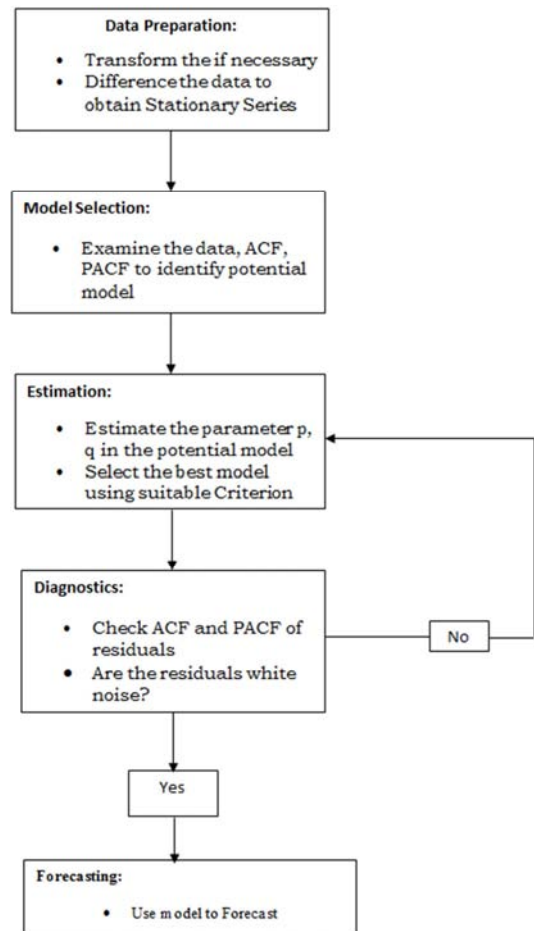 Data Preparation:
• Transform the if necessary
• Difference the data to
obtain Stationary Series
Model Selection:
• Examine the data, ACF,
PACF to identify potential
model
Estimation:
• Estimate the parameter p,
q in the potential model
• Select the best model
using suitable Criterion
Diagnostics:
• Check ACF and PACF of
residuals
• Are the residuals white
noise?
No
Yes
Forecasting:
• Use model to Forecast